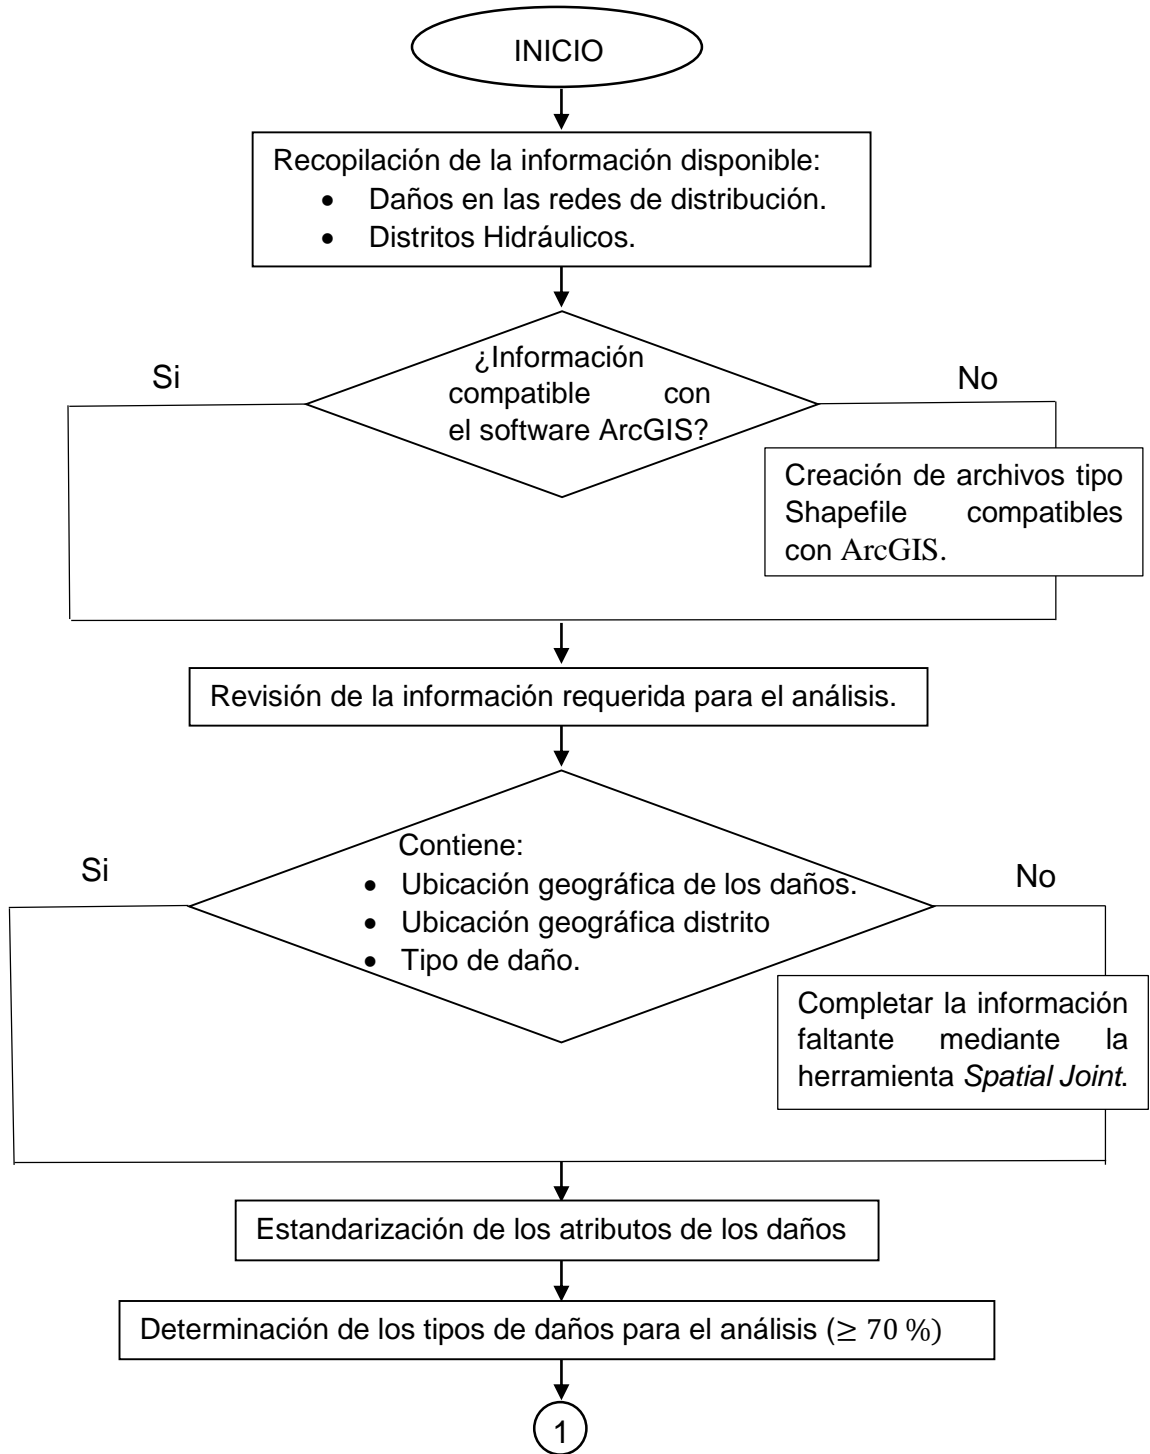 INICIO
Recopilación de la información disponible:
• Daños en las redes de distribución.
• Distritos Hidráulicos.
¿Información
compatible con
el software ArcGIS?
Si
No
Creación de archivos tipo
Shapefile compatibles
con ArcGIS.
Revisión de la información requerida para el análisis.
Contiene:
• Ubicación geográfica de los daños.
• Ubicación geográfica distrito
• Tipo de daño.
Si
No
Completar la información
faltante mediante la
herramienta Spatial Joint.
Estandarización de los atributos de los daños
Determinación de los tipos de daños para el análisis (≥ 70 %)
1